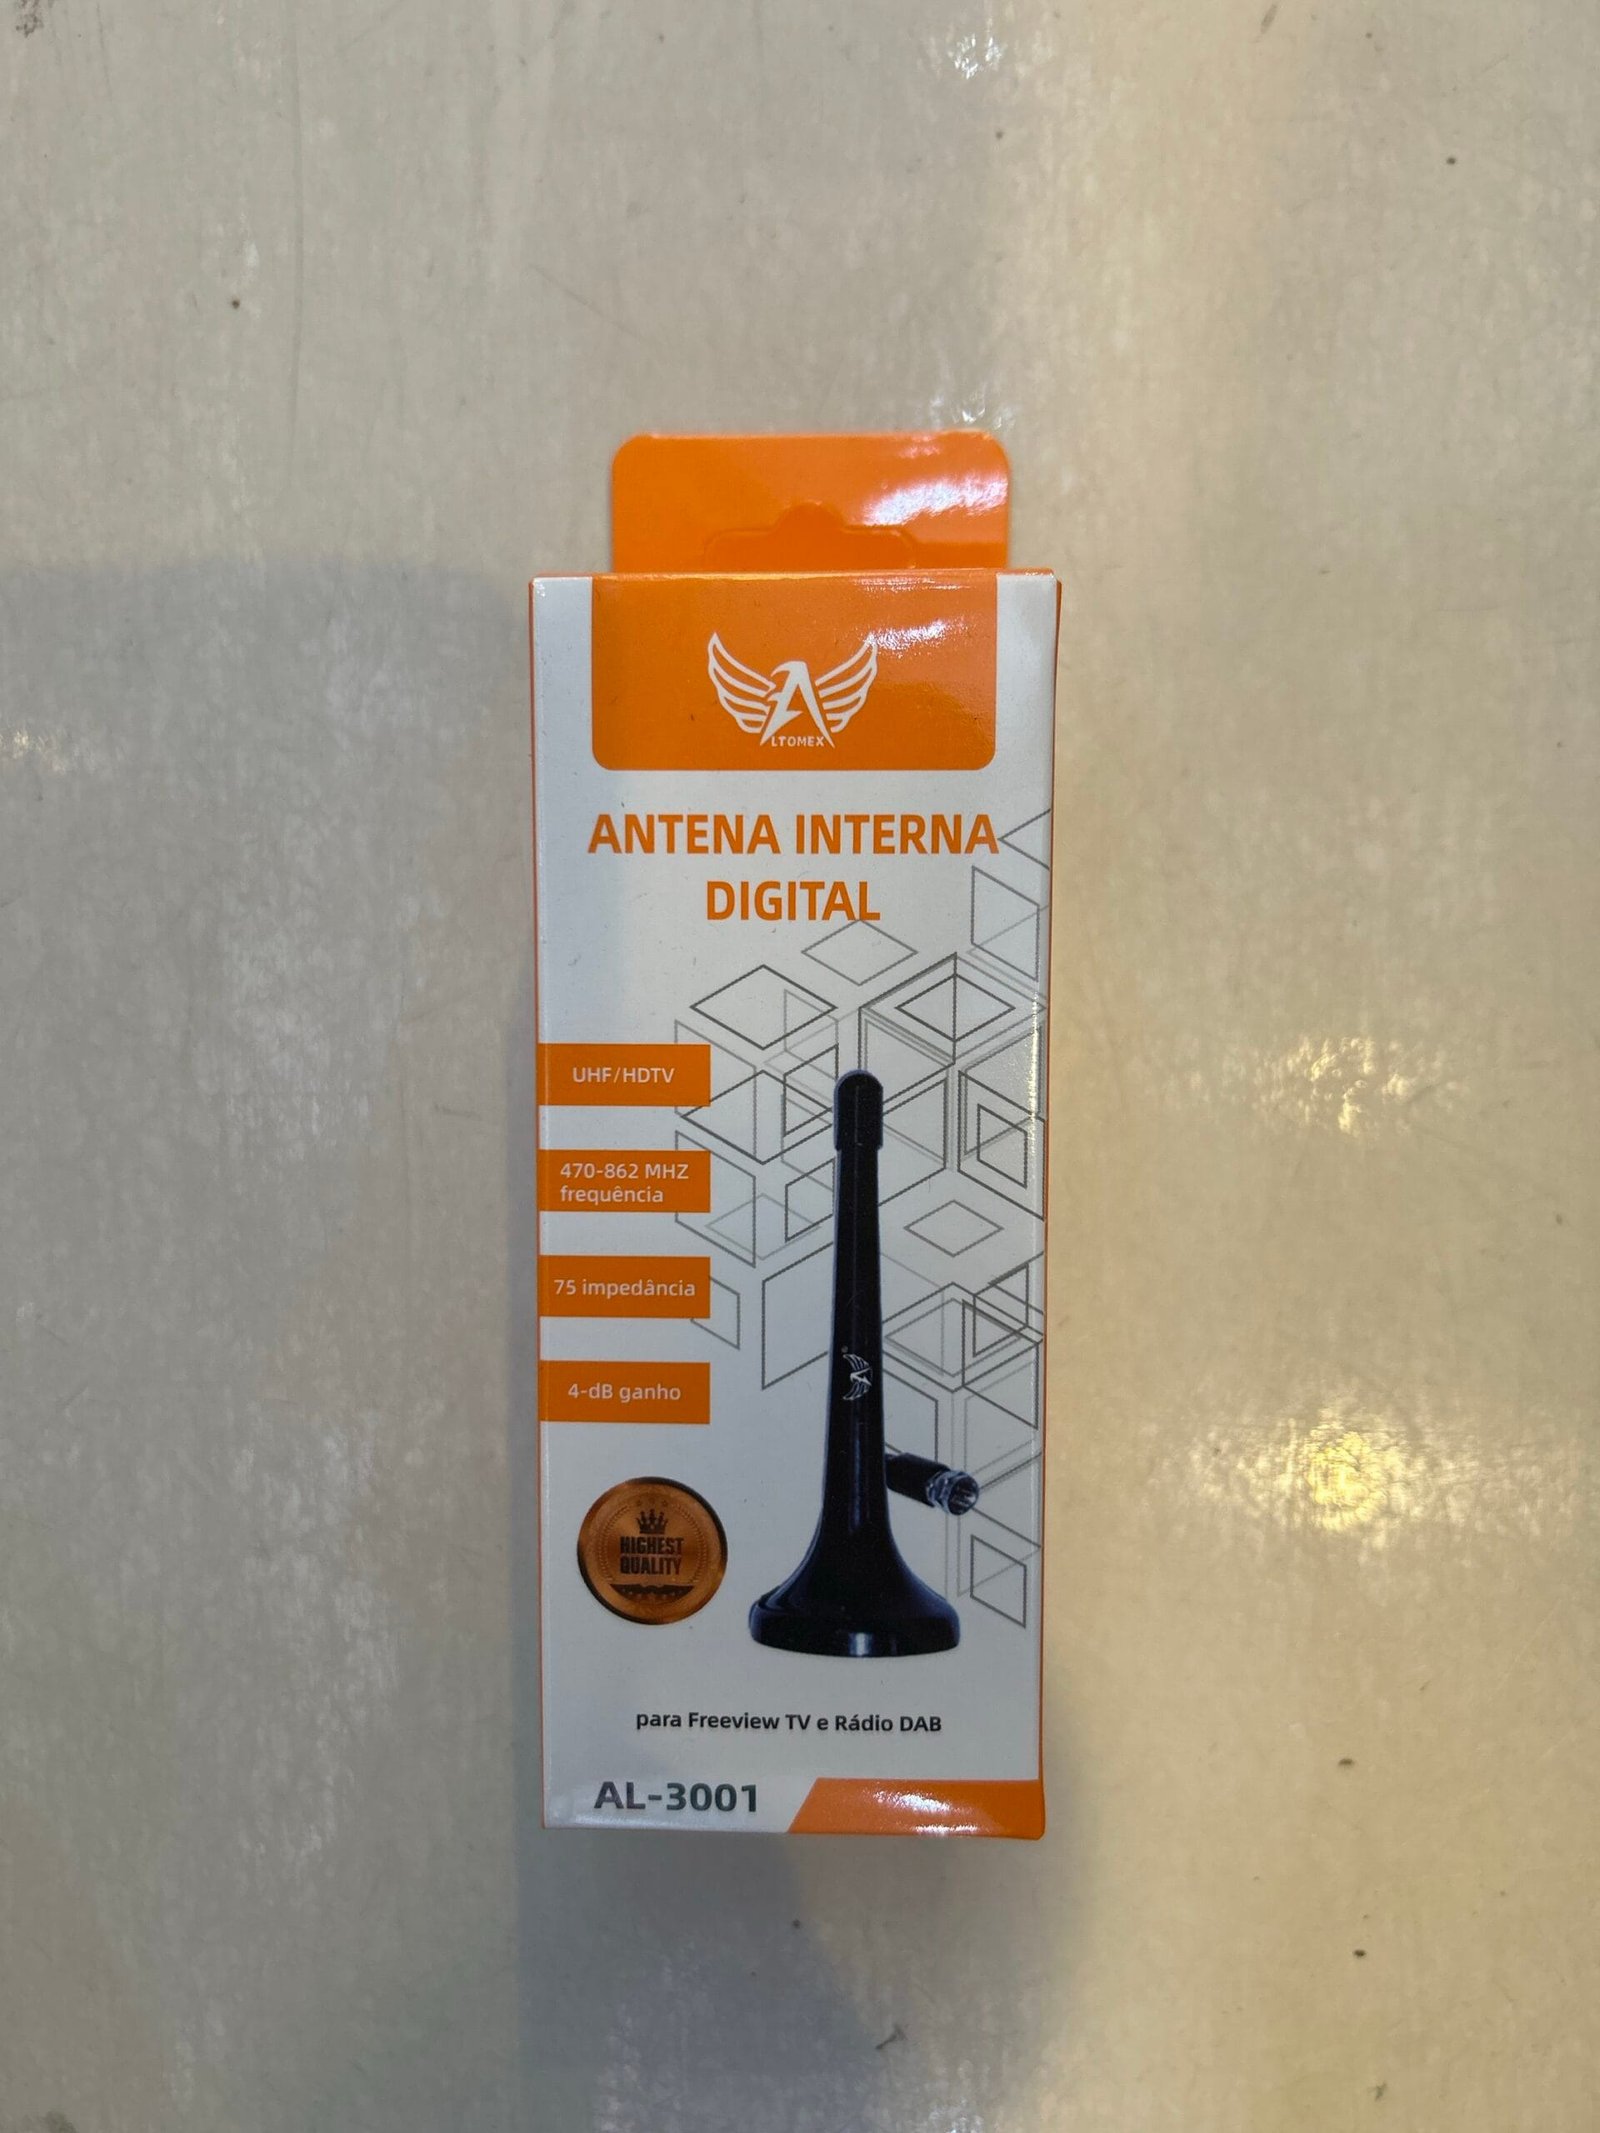 LTOMEX
ANTENA INTERNA
DIGITAL
UHF/HDTV
470-862 MHZ
frequência
75 impedância
4-dB ganho
HIGHEST
QUALITY
para Freeview TV e Rádio DAB
AL-3001